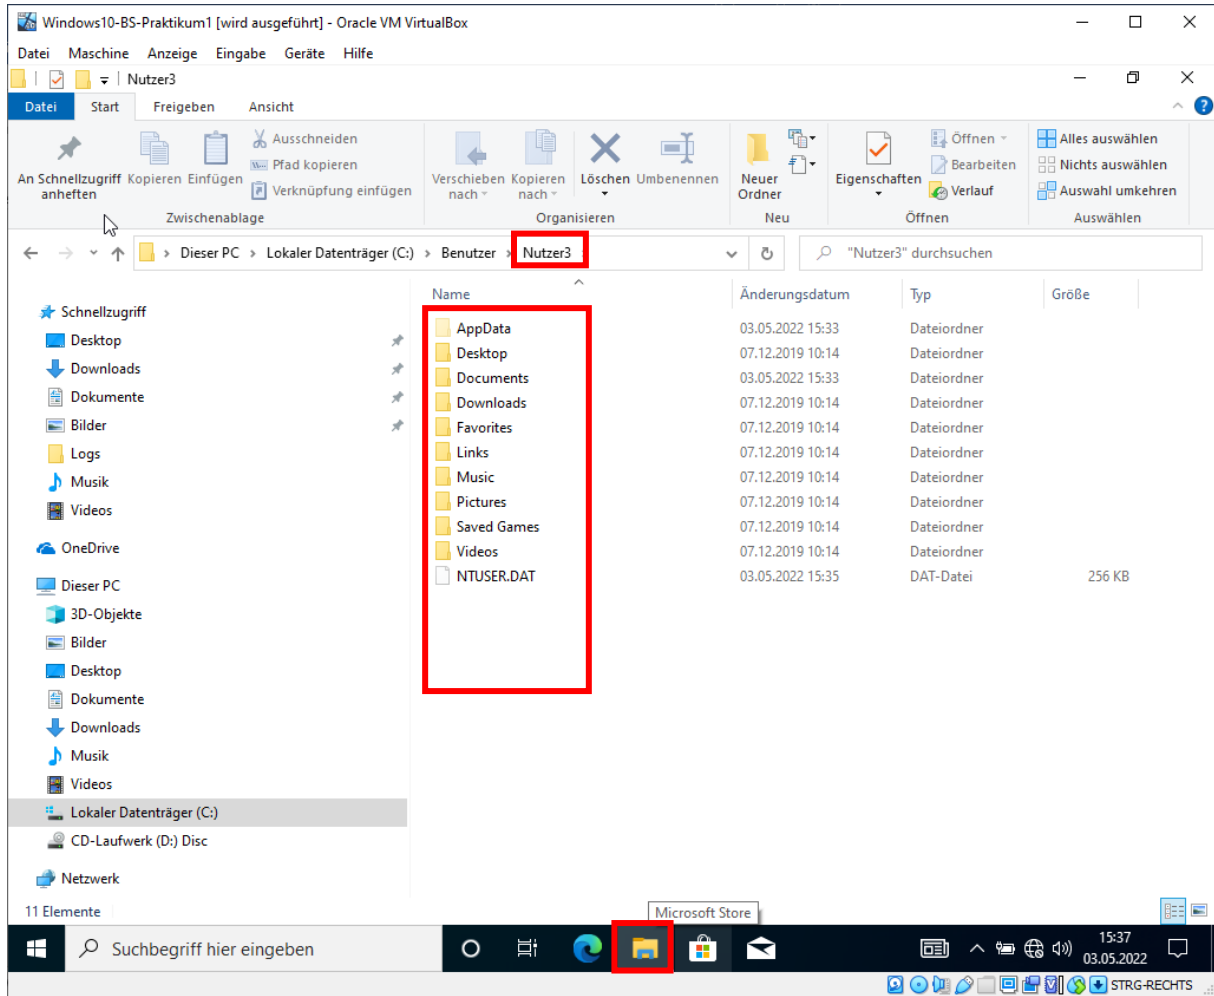 Windows10-BS-Praktikum1 [wird ausgeführt] - Oracle VM VirtualBox
Datei Maschine Anzeige Eingabe Geräte Hilfe
Nutzer3
Datei Start Freigeben Ansicht
An Schnellzugriff anheften
Kopieren
Einfügen
Ausschneiden
Pfad kopieren
Verknüpfung einfügen
Zwischenablage
Verschieben nach
Kopieren nach
Löschen
Umbenennen
Organisieren
Neuer Ordner
Neu
Eigenschaften
Öffnen
Bearbeiten
Verlauf
Öffnen
Alles auswählen
Nichts auswählen
Auswahl umkehren
Auswählen
Dieser PC > Lokaler Datenträger (C:) > Benutzer > Nutzer3
"Nutzer3" durchsuchen
Schnellzugriff
Desktop
Downloads
Dokumente
Bilder
Logs
Musik
Videos
OneDrive
Dieser PC
3D-Objekte
Bilder
Desktop
Dokumente
Downloads
Musik
Videos
Lokaler Datenträger (C:)
CD-Laufwerk (D:) Disc
Netzwerk
Name Änderungsdatum Typ Größe
AppData 03.05.2022 15:33 Dateiordner
Desktop 07.12.2019 10:14 Dateiordner
Documents 03.05.2022 15:33 Dateiordner
Downloads 07.12.2019 10:14 Dateiordner
Favorites 07.12.2019 10:14 Dateiordner
Links 07.12.2019 10:14 Dateiordner
Music 07.12.2019 10:14 Dateiordner
Pictures 07.12.2019 10:14 Dateiordner
Saved Games 07.12.2019 10:14 Dateiordner
Videos 07.12.2019 10:14 Dateiordner
NTUSER.DAT 03.05.2022 15:35 DAT-Datei 256 KB
11 Elemente
Microsoft Store
Suchbegriff hier eingeben
15:37
03.05.2022
STRG-RECHTS